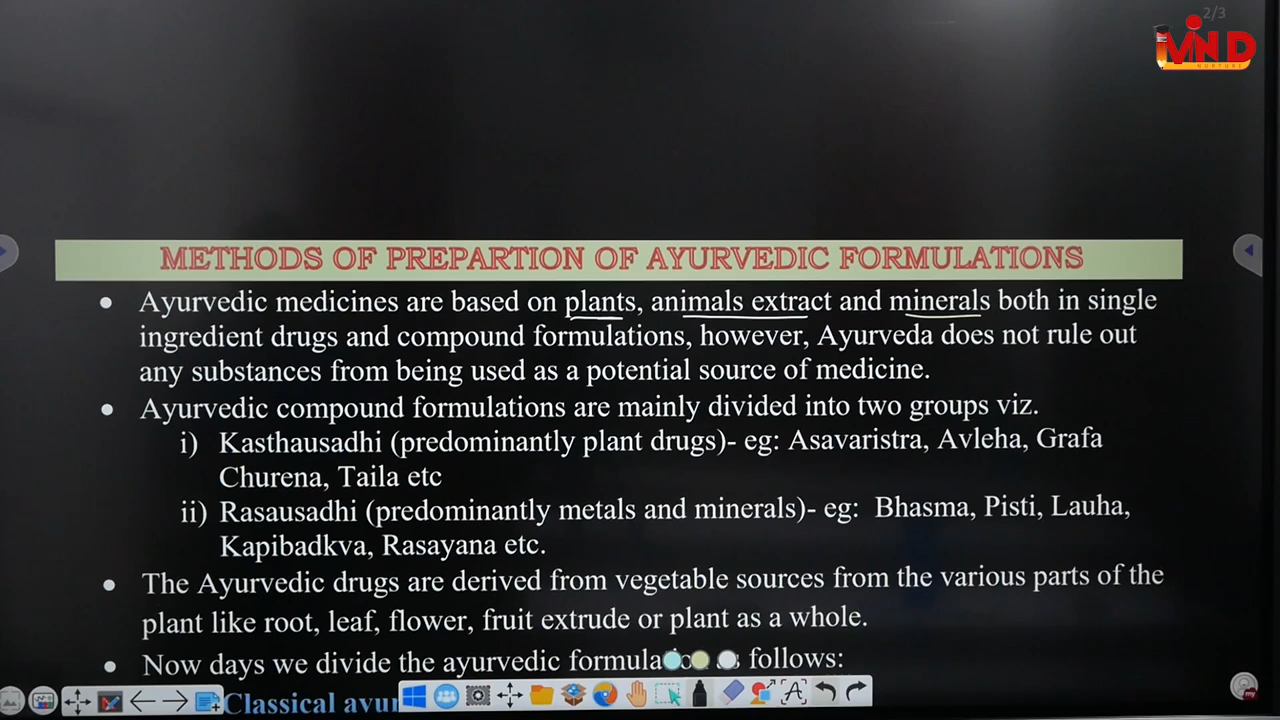 2/3
MIND
NURTURE
METHODS OF PREPARTION OF AYURVEDIC FORMULATIONS
• Ayurvedic medicines are based on plants, animals extract and minerals both in single
ingredient drugs and compound formulations, however, Ayurveda does not rule out
any substances from being used as a potential source of medicine.
• Ayurvedic compound formulations are mainly divided into two groups viz.
i) Kasthausadhi (predominantly plant drugs)- eg: Asavaristra, Avleha, Grafa
Churena, Taila etc
ii) Rasausadhi (predominantly metals and minerals)- eg: Bhasma, Pisti, Lauha,
Kapibadkva, Rasayana etc.
• The Ayurvedic drugs are derived from vegetable sources from the various parts of the
plant like root, leaf, flower, fruit extrude or plant as a whole.
• Now days we divide the ayurvedic follows:
Classical